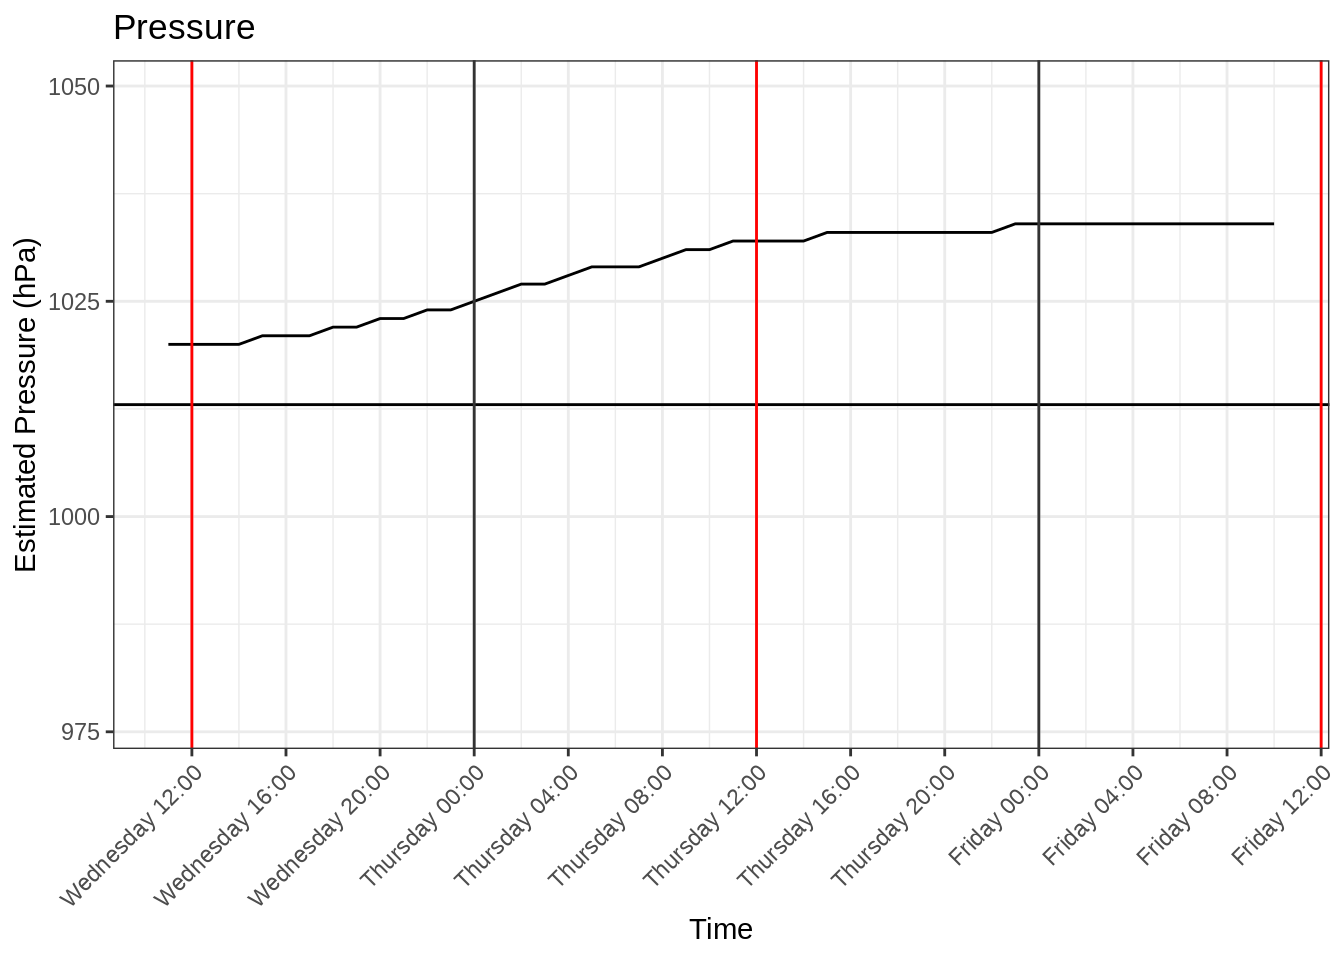 Pressure
Estimated Pressure (hPa)
1050
1025
1000
975
Wednesday 12:00
Wednesday 16:00
Wednesday 20:00
Thursday 00:00
Thursday 04:00
Thursday 08:00
Thursday 12:00
Thursday 16:00
Thursday 20:00
Friday 00:00
Friday 04:00
Friday 08:00
Friday 12:00
Time